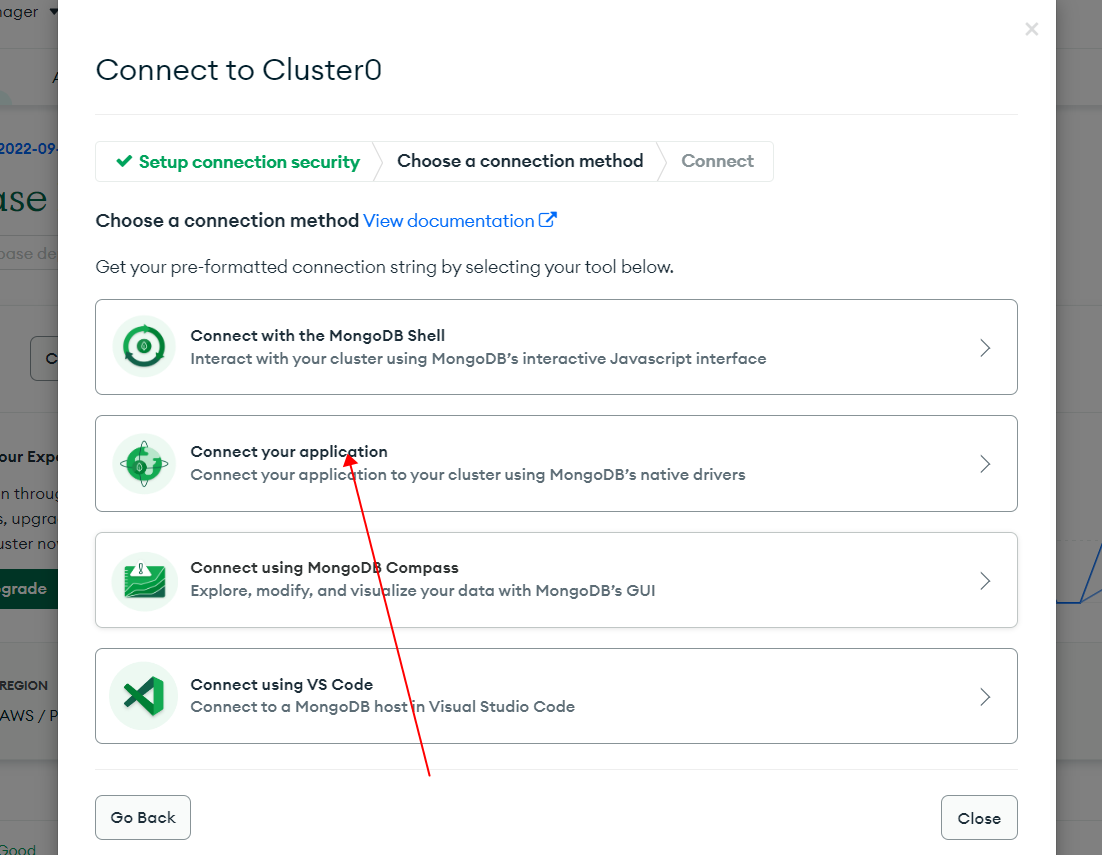 nager
×
Connect to Cluster0
2022-09-
Setup connection security
Choose a connection method
Connect
ase
Choose a connection method View documentation
base de
Get your pre-formatted connection string by selecting your tool below.
Connect with the MongoDB Shell
Interact with your cluster using MongoDB's interactive Javascript interface
C
Connect your application
Connect your application to your cluster using MongoDB's native drivers
our Expe
n throug
s, upgra
uster no
Connect using MongoDB Compass
Explore, modify, and visualize your data with MongoDB's GUI
grade
Connect using VS Code
Connect to a MongoDB host in Visual Studio Code
REGION
AWS / P
Go Back
Close
Good